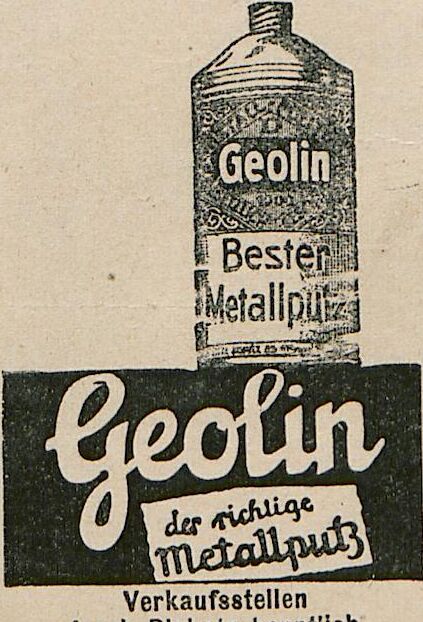 Geolin
Bester
Metallputz
Geolin
der richtige
Metallputz
Verkaufsstellen